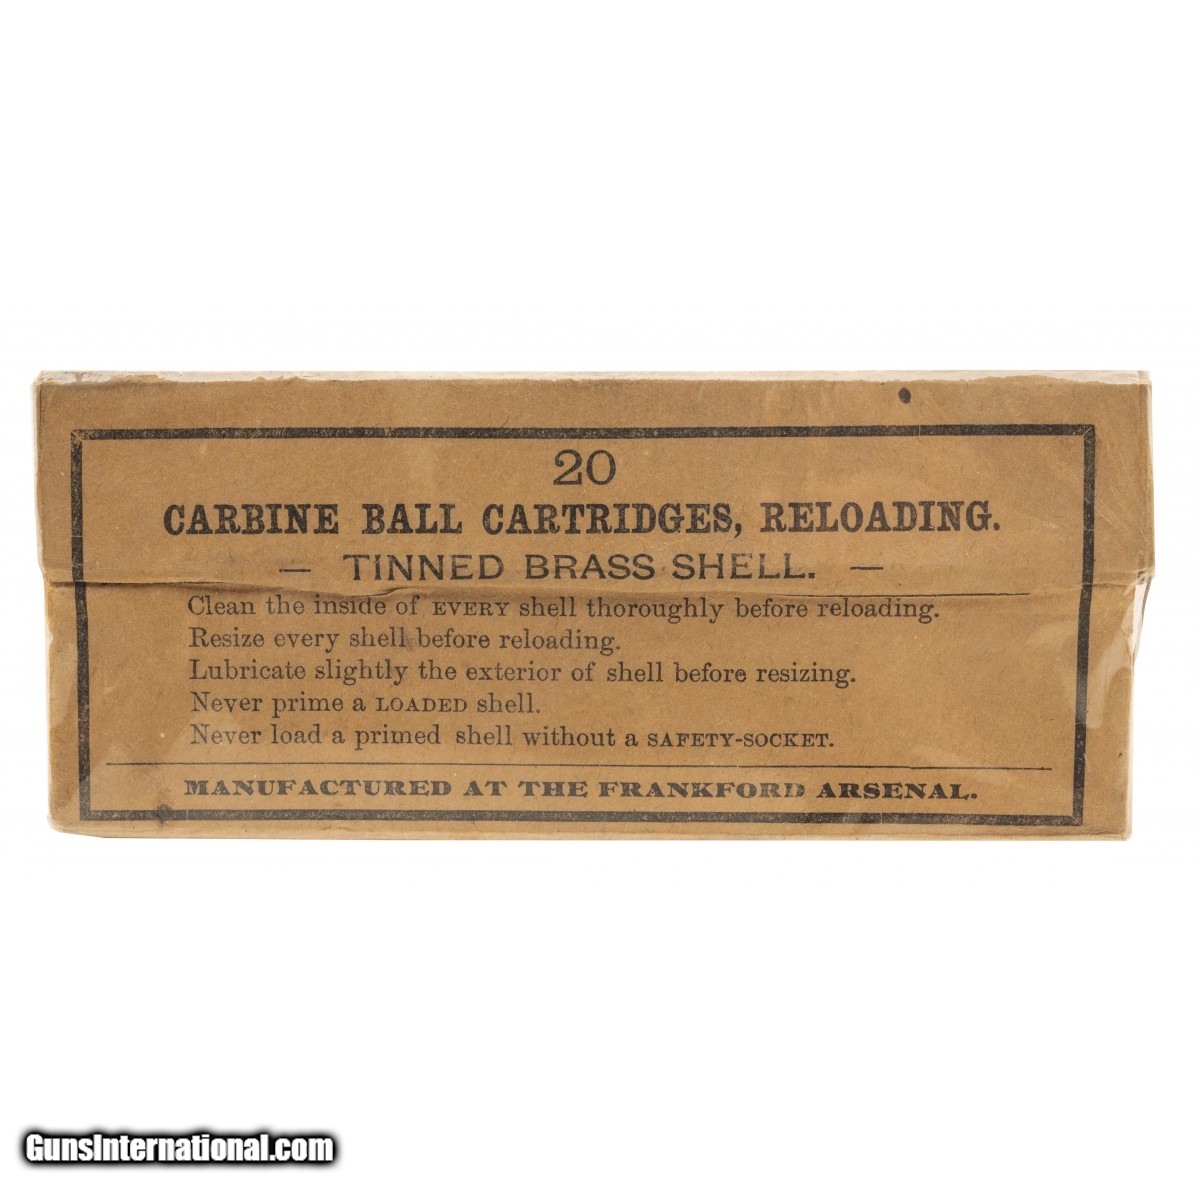 20
CARBINE BALL CARTRIDGES, RELOADING.
— TINNED BRASS SHELL. —
Clean the inside of EVERY shell thoroughly before reloading.
Resize every shell before reloading.
Lubricate slightly the exterior of shell before resizing.
Never prime a LOADED shell.
Never load a primed shell without a SAFETY-SOCKET.
MANUFACTURED AT THE FRANKFORD ARSENAL.
GunsInternational.com